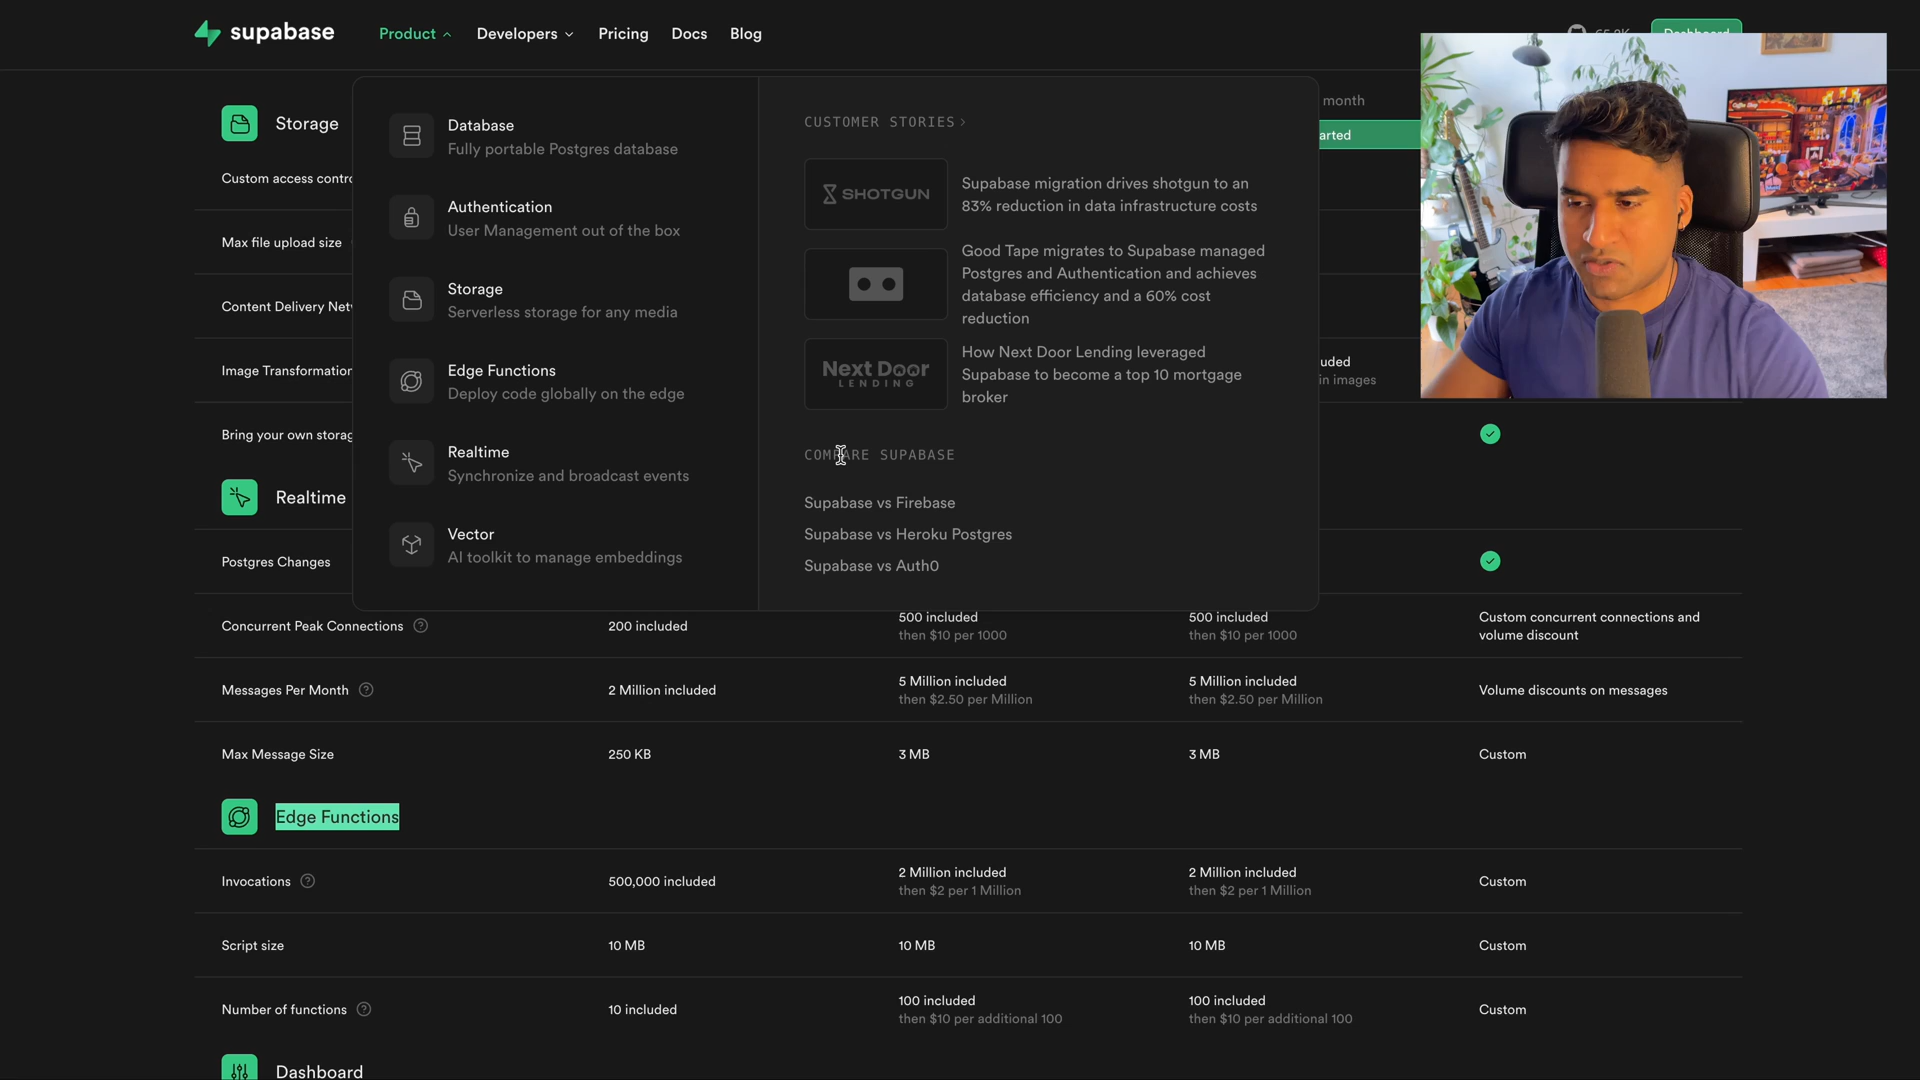 supabase
Product
Developers
Pricing
Docs
Blog
Storage
Custom access
Max file upload size
Content Delivery
Image Transformation
Bring your own
Realtime
Postgres Changes
Database
Fully portable Postgres database
Authentication
User Management out of the box
Storage
Serverless storage for any media
Edge Functions
Deploy code globally on the edge
Realtime
Synchronize and broadcast events
Vector
AI toolkit to manage embeddings
CUSTOMER STORIES
SHOTGUN
Supabase migration drives shotgun to an
83% reduction in data infrastructure costs
Good Tape migrates to Supabase managed
Postgres and Authentication and achieves
database efficiency and a 60% cost
reduction
Next Door
LENDING
How Next Door Lending leveraged
Supabase to become a top 10 mortgage
broker
COMPARE SUPABASE
Supabase vs Firebase
Supabase vs Heroku Postgres
Supabase vs Auth0
month
in images
Coffee Shop
Concurrent Peak Connections
200 included
500 included
then $10 per 1000
500 included
then $10 per 1000
Custom concurrent connections and
volume discount
Messages Per Month
2 Million included
5 Million included
then $2.50 per Million
5 Million included
then $2.50 per Million
Volume discounts on messages
Max Message Size
250 KB
3 MB
3 MB
Custom
Edge Functions
Invocations
500,000 included
2 Million included
then $2 per 1 Million
2 Million included
then $2 per 1 Million
Custom
Script size
10 MB
10 MB
10 MB
Custom
Number of functions
10 included
100 included
then $10 per additional 100
100 included
then $10 per additional 100
Custom
Dashboard